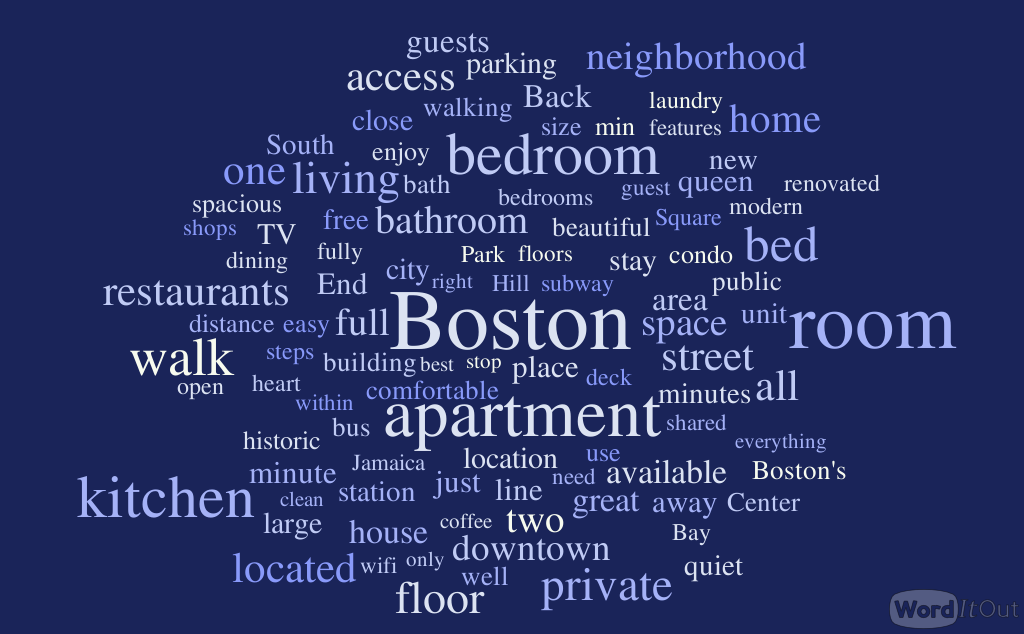 guests
neighborhood
parking
access
Back
laundry
walking
close
size
min
features
home
South
enjoy
bedroom
new
one
living
bath
bedrooms
guest
queen
renovated
spacious
shops
TV
free
bathroom
beautiful
Square
modern
dining
fully
Park
floors
stay
condo
bed
restaurants
End
city
right
Hill
subway
area
public
distance
easy
full
Boston
space
unit
room
walk
steps
building
best
stop
place
street
deck
open
heart
within
comfortable
minutes
all
historic
bus
apartment
shared
everything
kitchen
minute
Jamaica
location
use
need
available
Boston's
clean
station
just
line
great
away
Center
large
house
coffee
two
Bay
located
wifi
only
downtown
well
quiet
floor
private
WordItOut